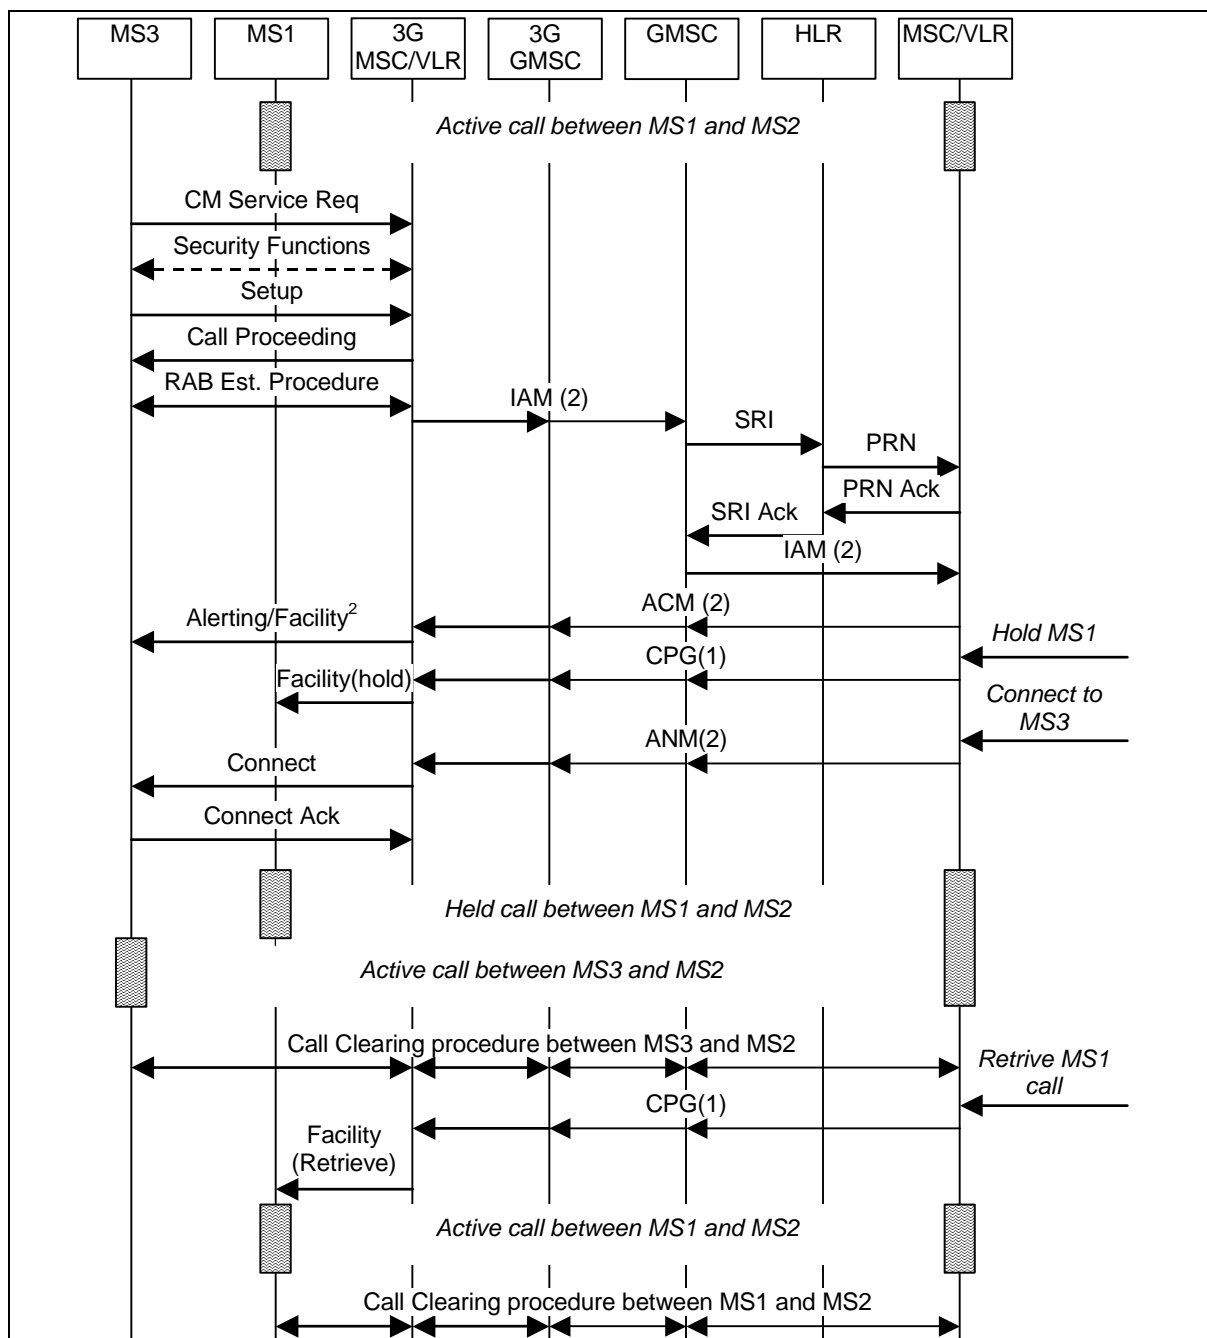 MS3
MS1
3G
MSC/VLR
3G
GMSC
GMSC
HLR
MSC/VLR
Active call between MS1 and MS2
CM Service Req
Security Functions
Setup
Call Proceeding
RAB Est. Procedure
IAM (2)
SRI
PRN
PRN Ack
SRI Ack
IAM (2)
ACM (2)
Alerting/Facility²
Hold MS1
CPG(1)
Facility(hold)
Connect to
MS3
ANM(2)
Connect
Connect Ack
Held call between MS1 and MS2
Active call between MS3 and MS2
Call Clearing procedure between MS3 and MS2
Retrive MS1
call
CPG(1)
Facility
(Retrieve)
Active call between MS1 and MS2
Call Clearing procedure between MS1 and MS2